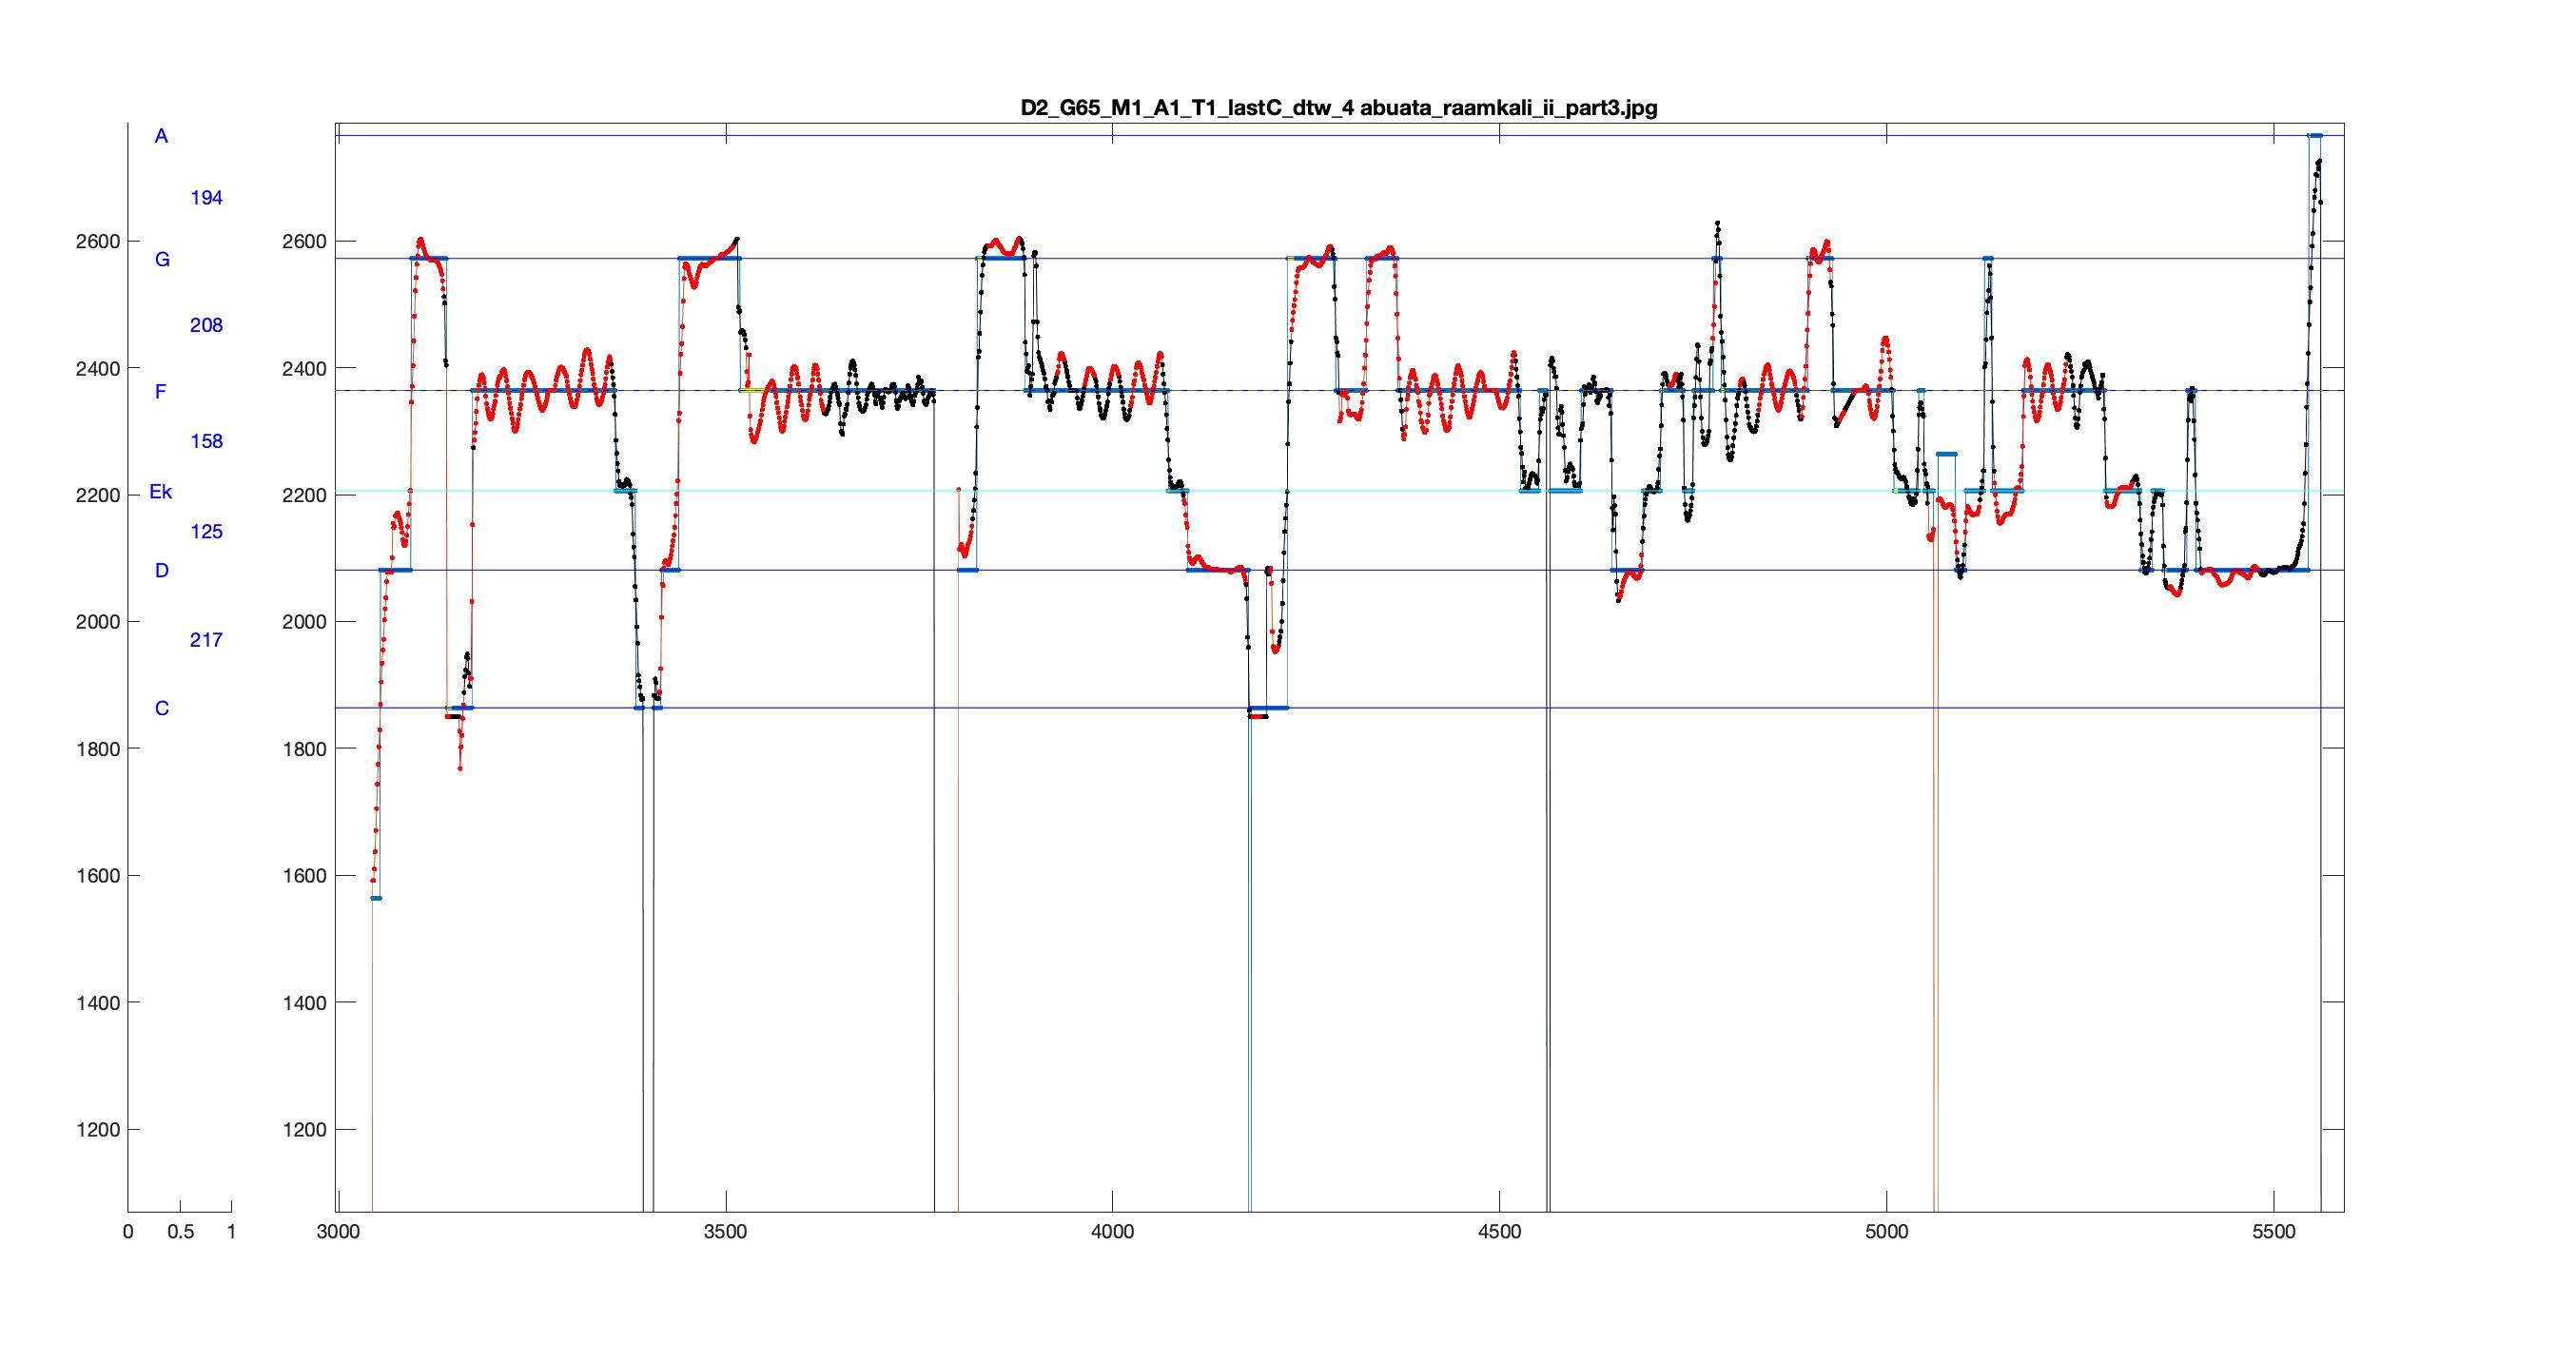 D2_G65_M1_A1_T1_lastC_dtw_4 abuata_raamkali_ii_part3.jpg
A
194
2600 2600
G
208
2400 2400
F
158
2200 Ek 2200
125
D
217
2000 2000
C
1800 1800
1600 1600
1400 1400
1200 1200
0 0.5 1 3000 3500 4000 4500 5000 5500